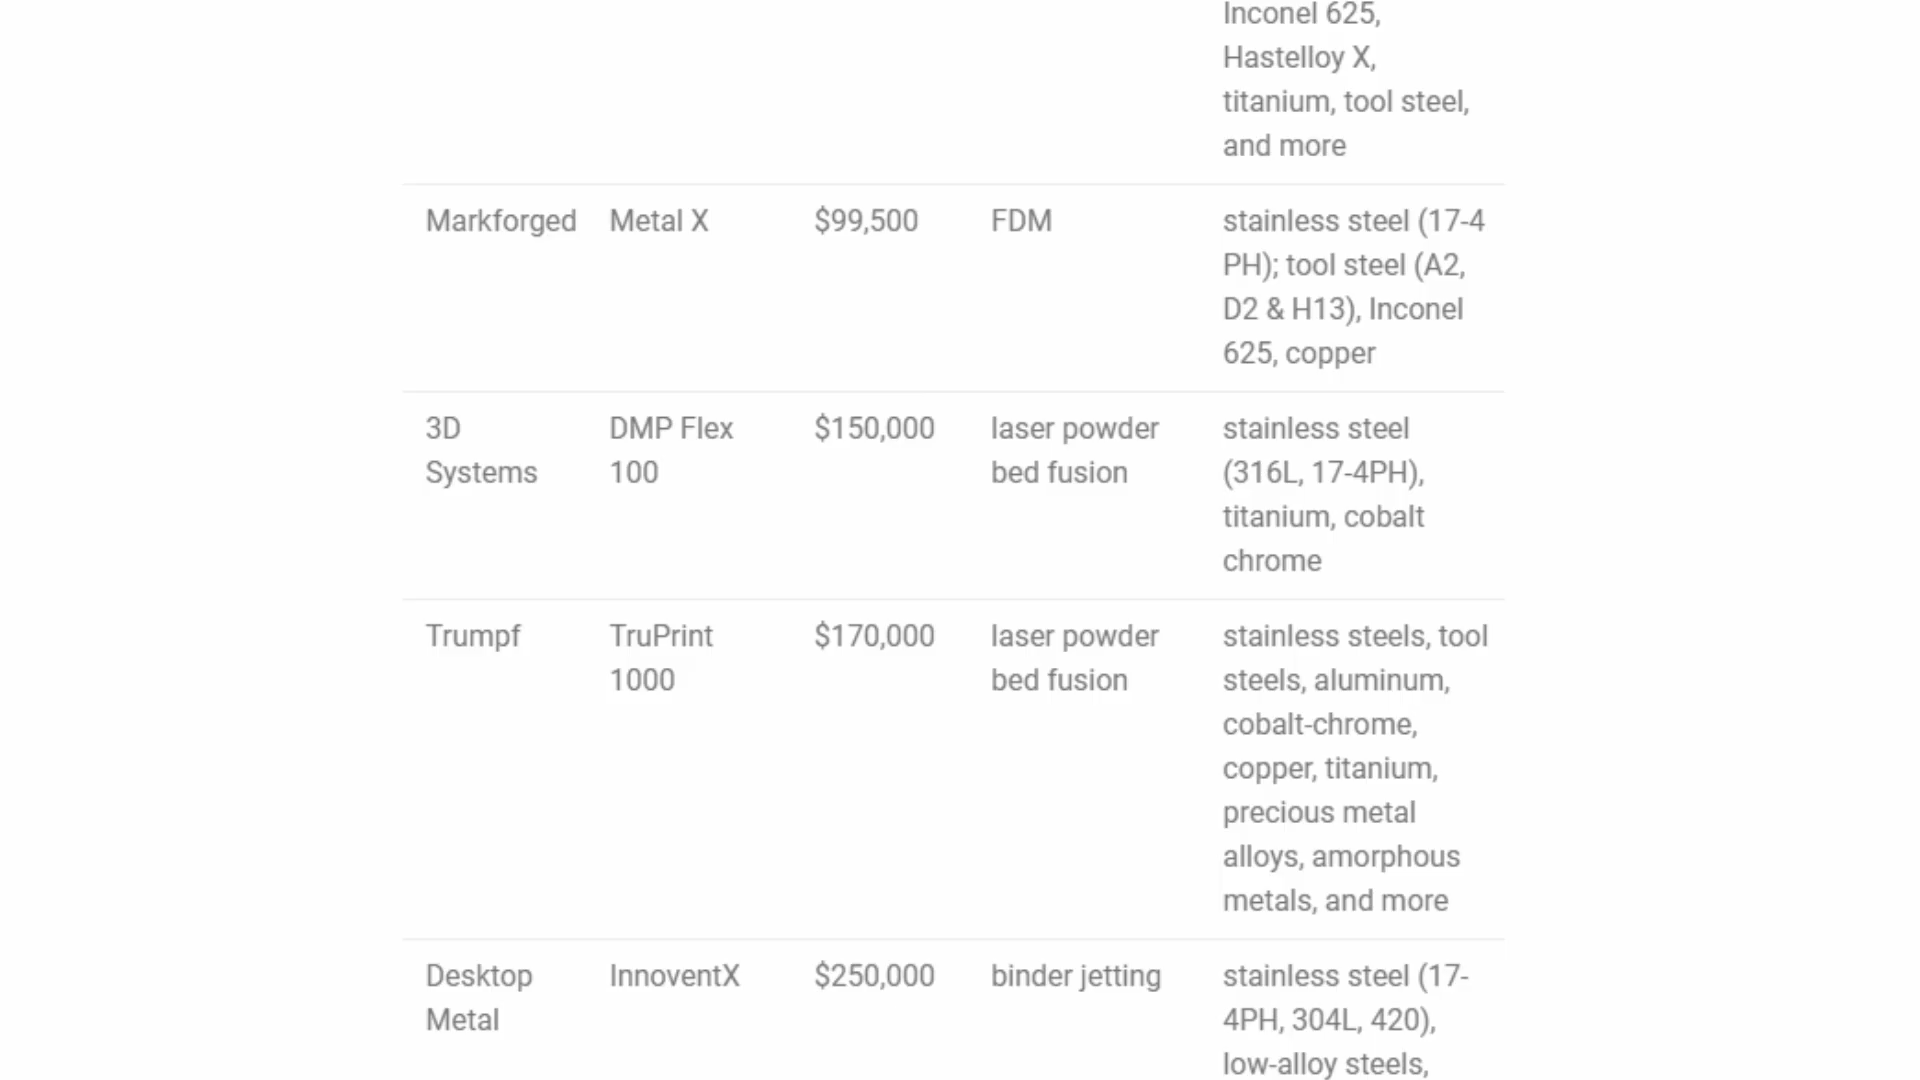 Inconel 625,
Hastelloy X,
titanium, tool steel,
and more
Markforged Metal X $99,500 FDM stainless steel (17-4
PH); tool steel (A2,
D2 & H13), Inconel
625, copper
3D DMP Flex $150,000 laser powder stainless steel
Systems 100 bed fusion (316L, 17-4PH),
titanium, cobalt
chrome
Trumpf TruPrint $170,000 laser powder stainless steels, tool
1000 bed fusion steels, aluminum,
cobalt-chrome,
copper, titanium,
precious metal
alloys, amorphous
metals, and more
Desktop InnoventX $250,000 binder jetting stainless steel (17-
Metal 4PH, 304L, 420),
low-alloy steels,